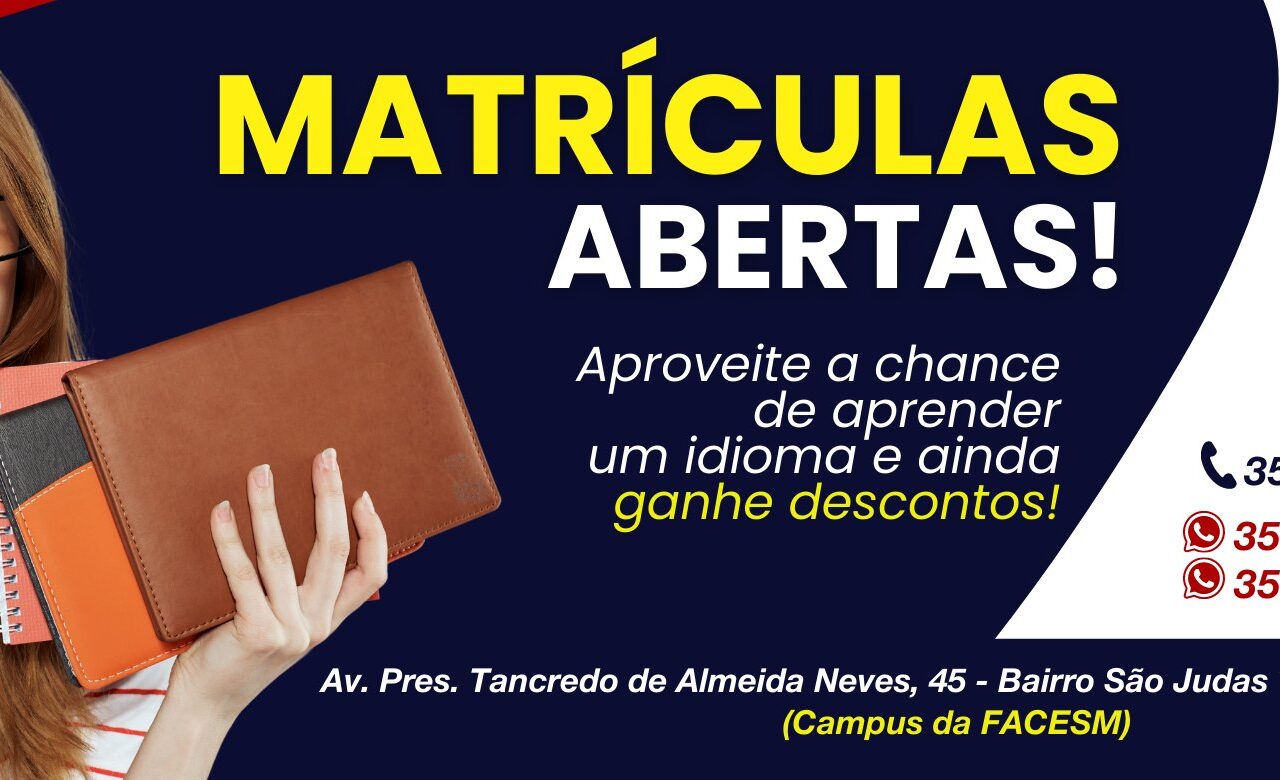 MATRÍCULAS
ABERTAS!
Aproveite a chance
de aprender
um idioma e ainda
ganhe descontos!
35
35
35
Av. Pres. Tancredo de Almeida Neves, 45 - Bairro São Judas
(Campus da FACESM)